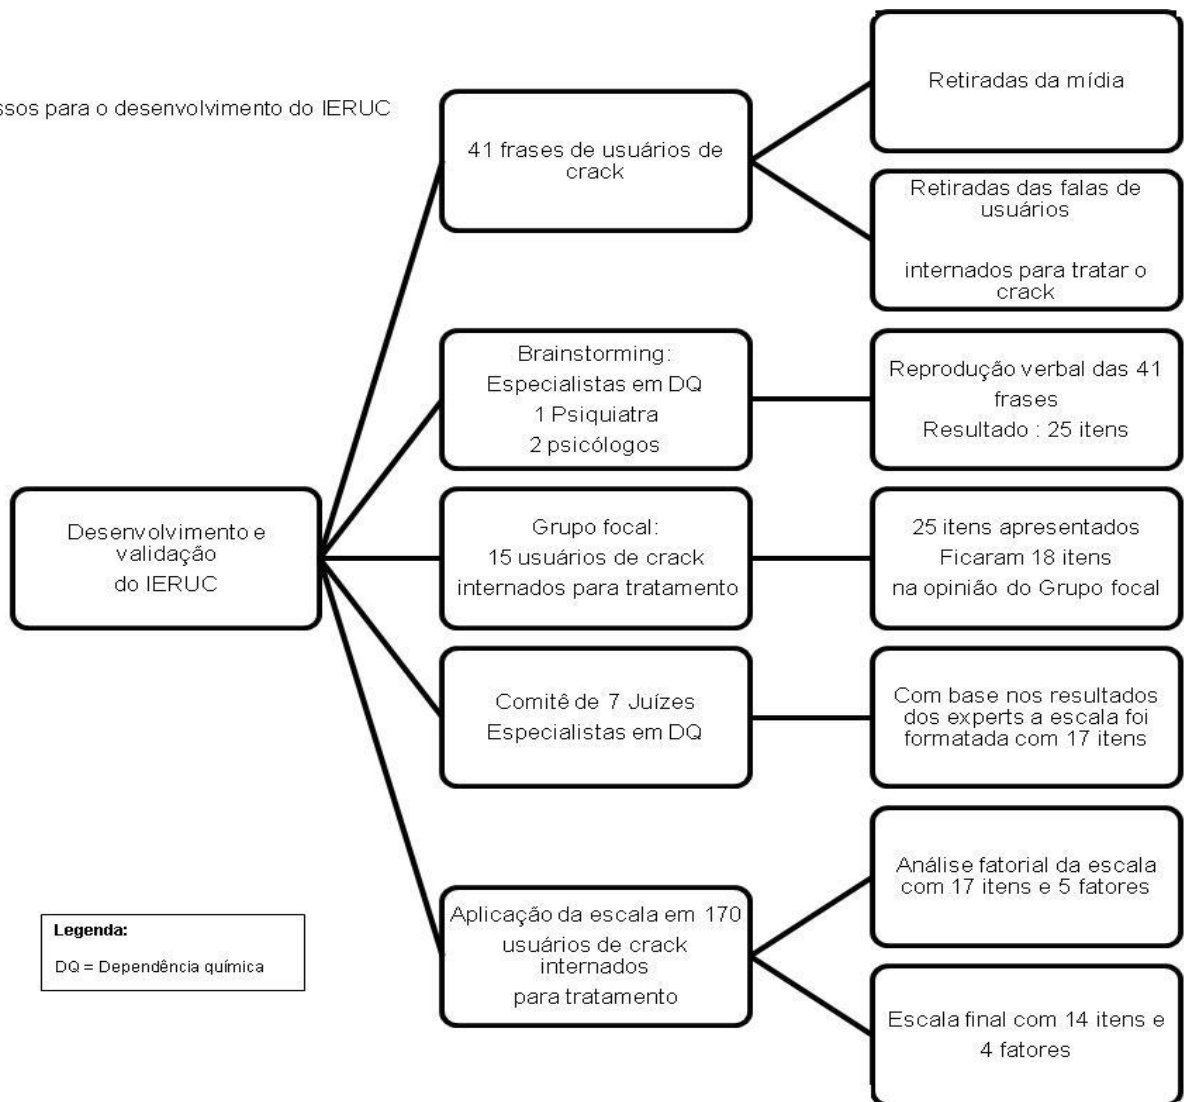 para o desenvolvimento do IERUC
41 frases de usuários de
crack
Retiradas da mídia
Retiradas das falas de
usuários
internados para tratar o
crack
Brainstorming:
Especialistas em DQ
1 Psiquiatra
2 psicólogos
Reprodução verbal das 41
frases
Resultado : 25 itens
Desenvolvimento e
validação
do IERUC
Grupo focal:
15 usuários de crack
internados para tratamento
25 itens apresentados
Ficaram 18 itens
na opinião do Grupo focal
Comitê de 7 Juízes
Especialistas em DQ
Com base nos resultados
dos experts a escala foi
formatada com 17 itens
Aplicação da escala em 170
usuários de crack
internados
para tratamento
Análise fatorial da escala
com 17 itens e 5 fatores
Escala final com 14 itens e
4 fatores
Legenda:
DQ = Dependência química